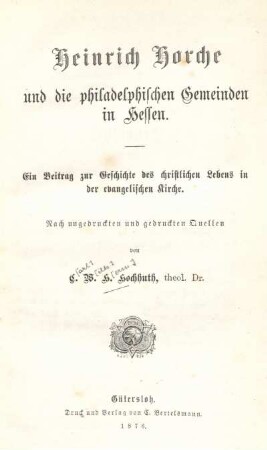 Heinrich Horche
und die philadelphischen Gemeinden
in Hessen.
Ein Beitrag zur Geschichte des christlichen Lebens in
der evangelischen Kirche.
Nach ungedruckten und gedruckten Quellen
von
C. W. H. Hochhuth, theol. Dr.
Gütersloh,
Druck und Verlag von C. Bertelsmann.
1876.